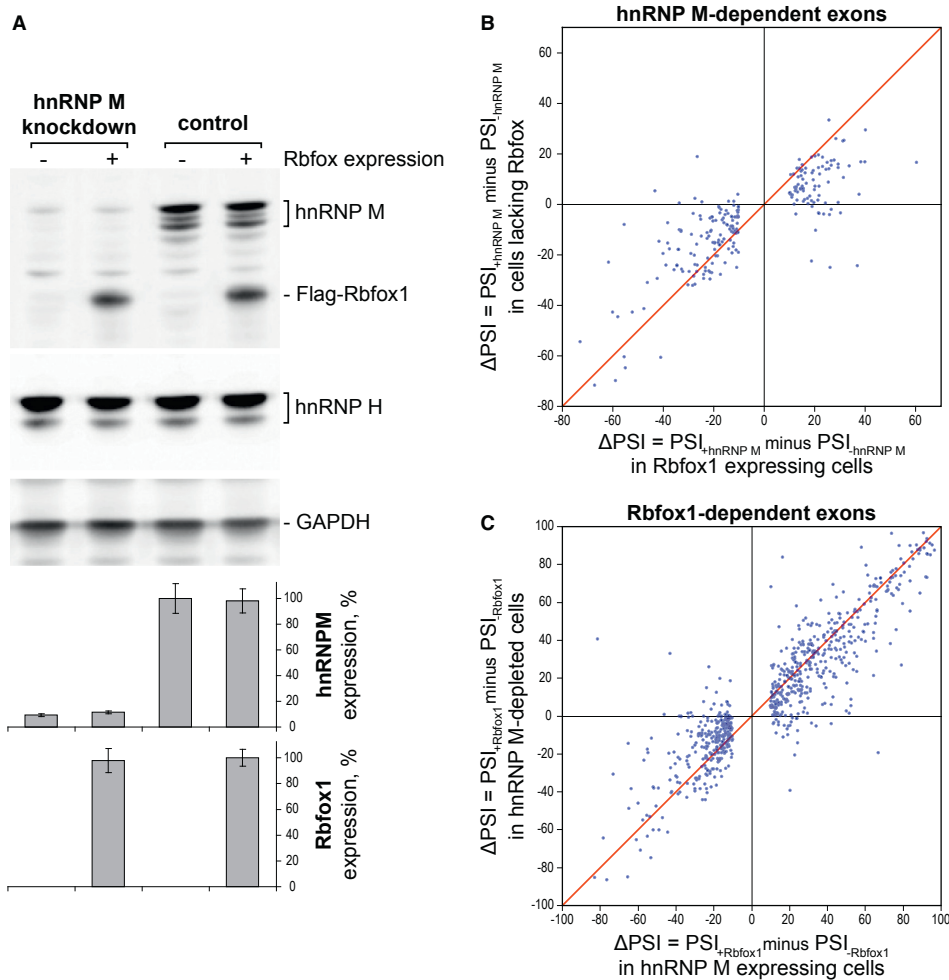 A
hnRNP M
knockdown
control
- + - + Rbfox expression
hnRNP M
- Flag-Rbfox1
hnRNP H
- GAPDH
100
80
60
40
20
0
hnRNPM
expression, %
100
80
60
40
20
0
Rbfox1
expression, %
B
hnRNP M-dependent exons
60
40
20
0
-20
-40
-60
-80
-80 -60 -40 -20 0 20 40 60
ΔPSI = PSI+hnRNP M minus PSI-hnRNP M
in cells lacking Rbfox
ΔPSI = PSI+hnRNP M minus PSI-hnRNP M
in Rbfox1 expressing cells
C
Rbfox1-dependent exons
100
80
60
40
20
0
-20
-40
-60
-80
-100
-100 -80 -60 -40 -20 0 20 40 60 80 100
ΔPSI = PSI+Rbfox1 minus PSI-Rbfox1
in hnRNP M-depleted cells
ΔPSI = PSI+Rbfox1 minus PSI-Rbfox1
in hnRNP M expressing cells